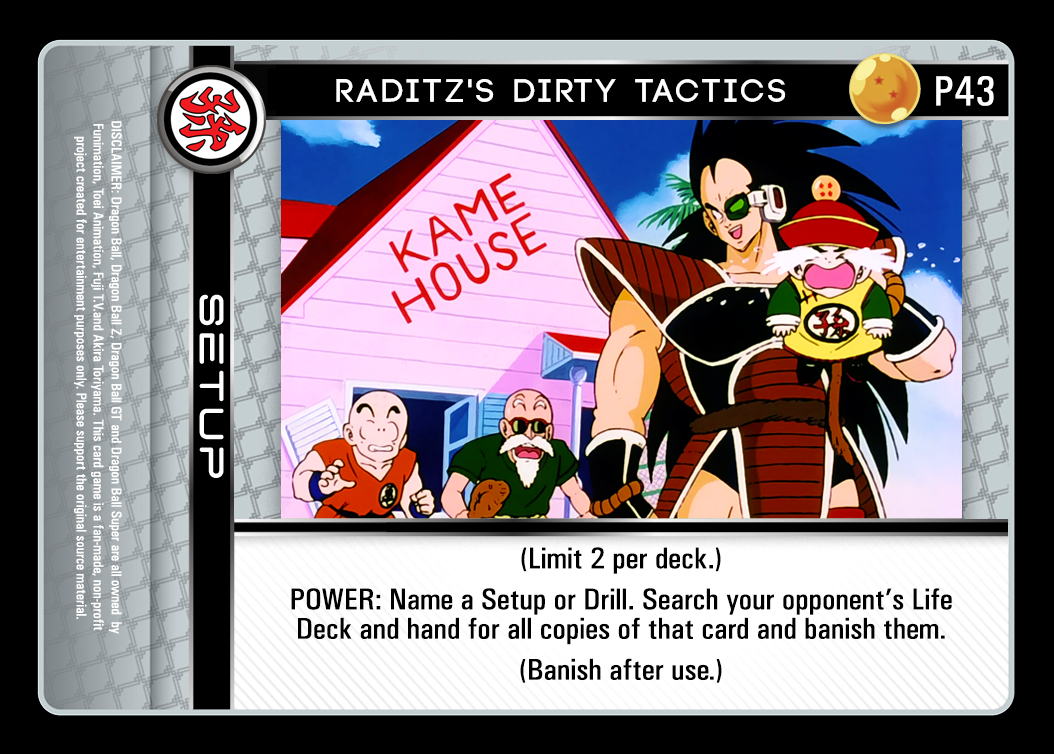 RADITZ'S DIRTY TACTICS
P43
KAME
HOUSE
孫
SETUP
(Limit 2 per deck.)
POWER: Name a Setup or Drill. Search your opponent's Life
Deck and hand for all copies of that card and banish them.
(Banish after use.)
DISCLAIMER: Dragon Ball, Dragon Ball Z, Dragon Ball GT and Dragon Ball Super are all owned by
Funimation, Toei Animation, Fuji T.V.and Akira Toriyama. This card game is a fan-made, non-profit
project created for entertainment purposes only. Please support the original source material.